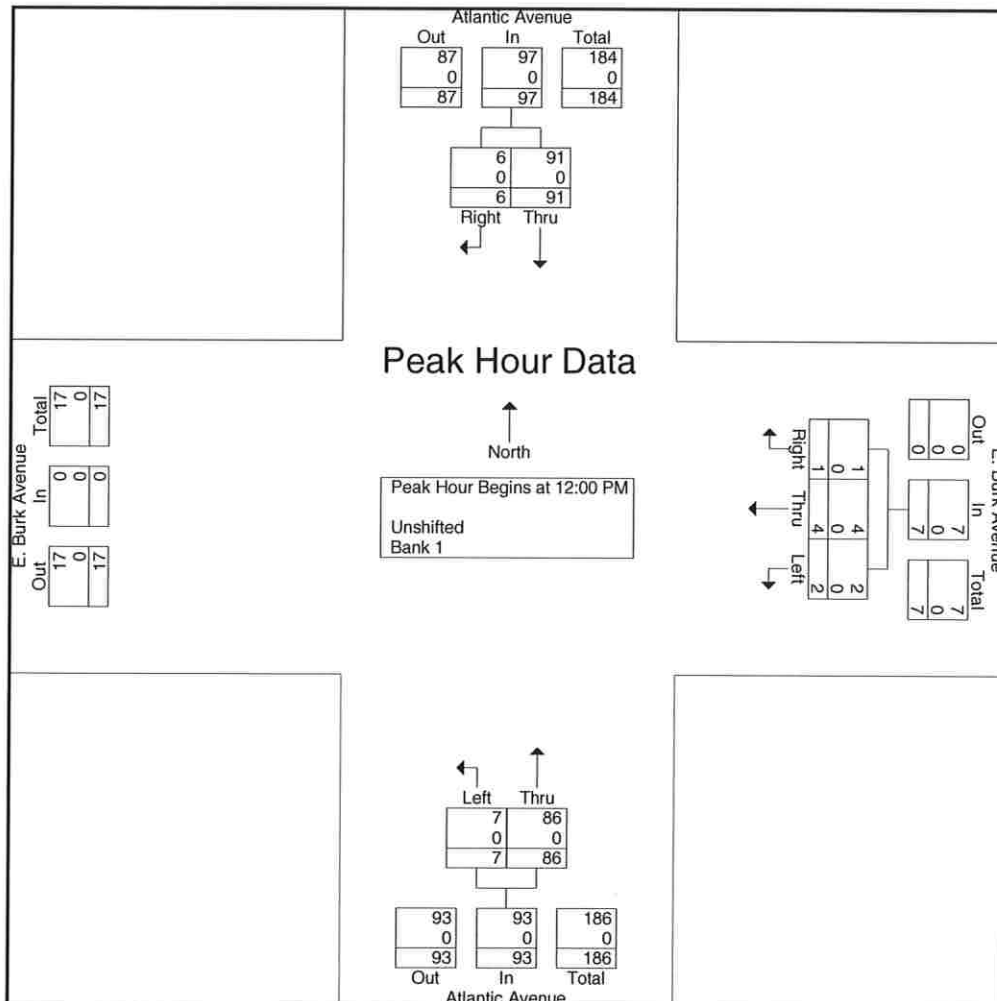 Atlantic Avenue
Out In Total
87 97 184
0 0 0
87 97 184
6 91
0 0
6 91
Right Thru
Peak Hour Data
North
Peak Hour Begins at 12:00 PM
Unshifted
Bank 1
E. Burk Avenue
Out In Total
17 0 17
0 0 0
17 0 17
E. Burk Avenue
Out In Total
0 7 7
0 0 0
0 7 7
Right Thru Left
1 4 2
0 0 0
1 4 2
Left Thru
7 86
0 0
7 86
93 93 186
0 0 0
93 93 186
Out In Total
Atlantic Avenue